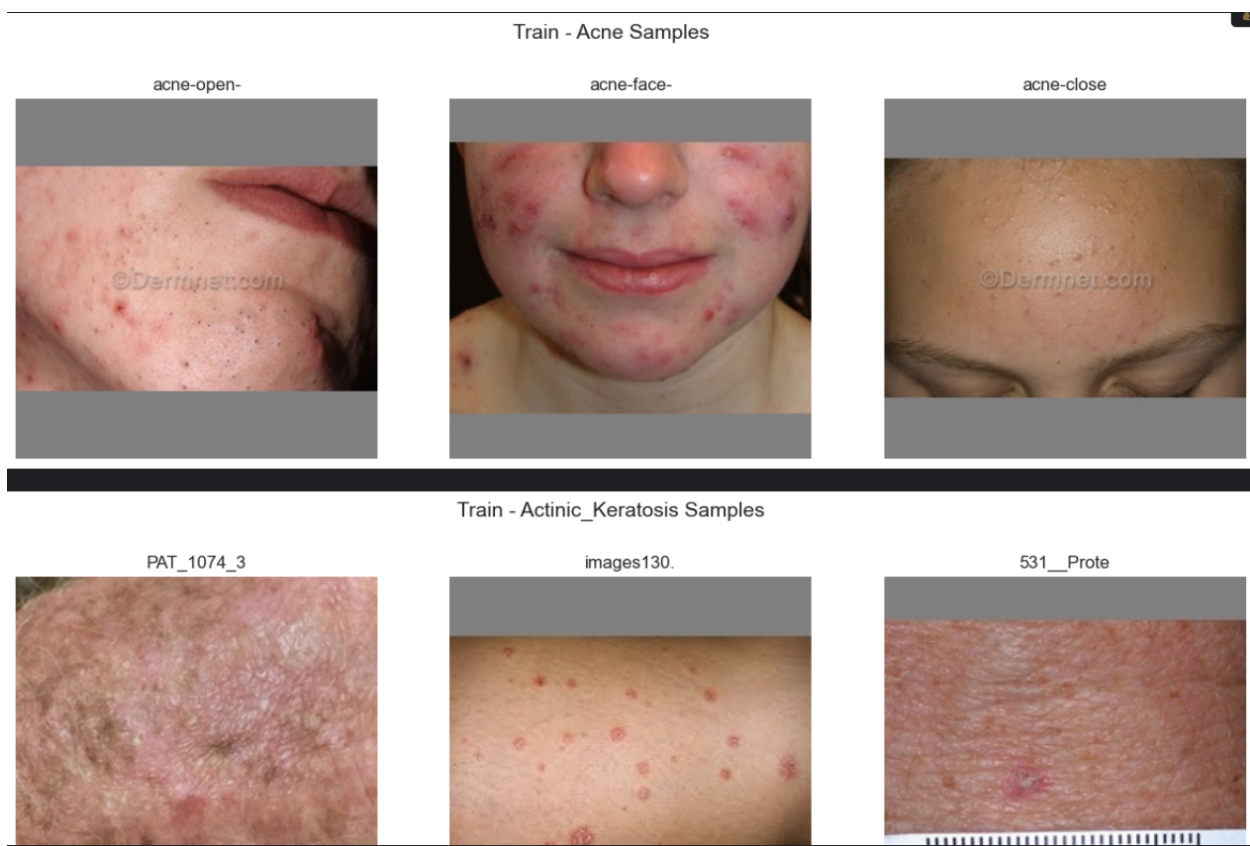 Train - Acne Samples
acne-open-
acne-face-
acne-close
©Dermnet.com
©Dermnet.com
Train - Actinic_Keratosis Samples
PAT_1074_3
images130.
531__Prote